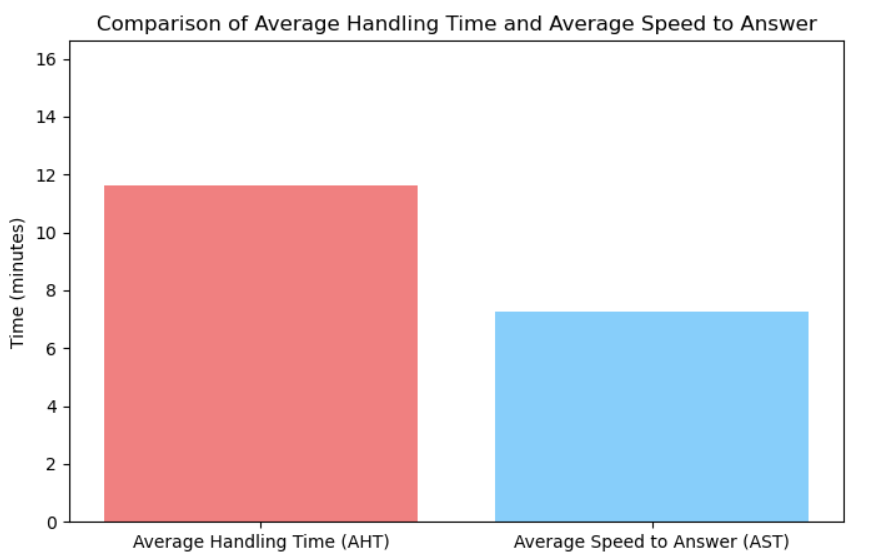 Comparison of Average Handling Time and Average Speed to Answer
16
14
12
10
8
6
4
2
0
Time (minutes)
Average Handling Time (AHT)
Average Speed to Answer (AST)